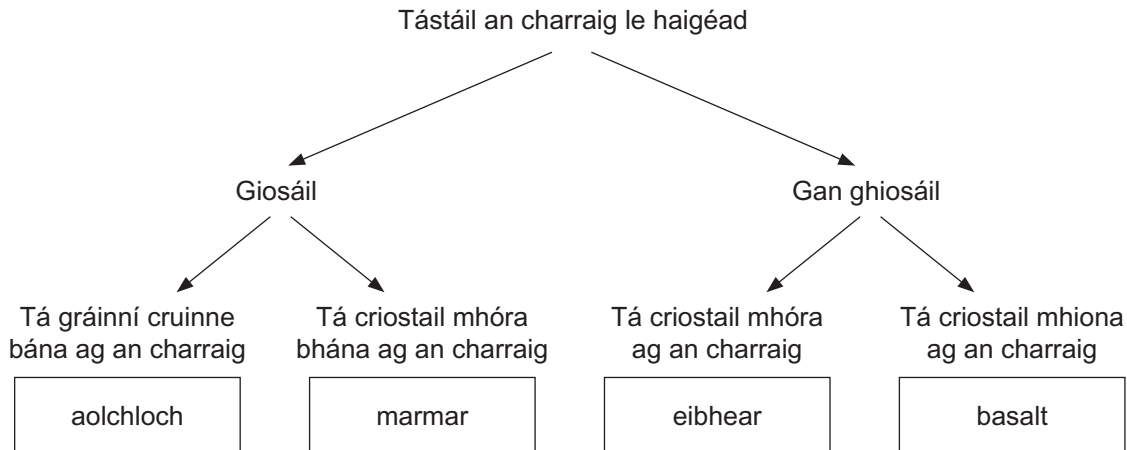 Tástáil an charraig le haigéad
Giosáil
Gan ghiosáil
Tá gráinní cruinne
bána ag an charraig
Tá criostail mhóra
bhána ag an charraig
Tá criostail mhóra
ag an charraig
Tá criostail mhiona
ag an charraig
aolchloch
marmar
eibhear
basalt